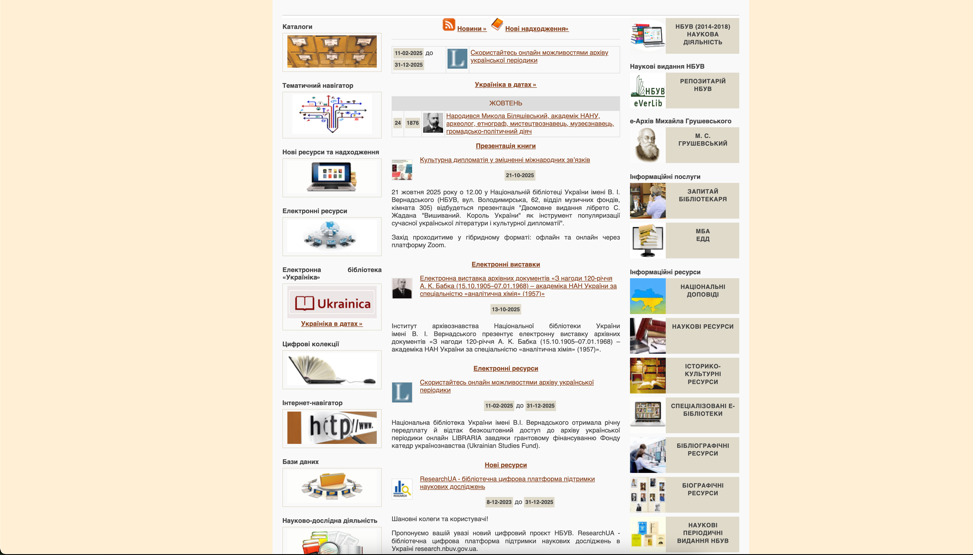 Каталоги
Тематичний навігатор
Нові ресурси та надходження
Електронні ресурси
Електронна бібліотека
«Україніка»
Ukrainica
Україніка в датах »
Цифрові колекції
Інтернет-навігатор
http://www.
Бази даних
Науково-дослідна діяльність
Новини » Нові надходження»
11-02-2025 до
31-12-2025
L
Скористайтесь онлайн можливостями архіву
української періодики
Україніка в датах »
ЖОВТЕНЬ
24 1876
Народився Микола Біляшівський, академік НАНУ,
археолог, етнограф, мистецтвознавець, музеєзнавець,
громадсько-політичний діяч
Презентація книги
Культурна дипломатія у зміцненні міжнародних зв'язків
21-10-2025
21 жовтня 2025 року о 12.00 у Національній бібліотеці України імені В. І.
Вернадського (НБУВ, вул. Володимирська, 62, відділ музичних фондів,
кімната 305) відбудеться презентація "Двомовне видання лібрето С.
Жадана "Вишиваний. Король України" як інструмент популяризації
сучасної української літератури і культурної дипломатії".
Захід проходитиме у гібридному форматі: офлайн та онлайн через
платформу Zoom.
Електронні виставки
Електронна виставка архівних документів «З нагоди 120-річчя
А. К. Бабка (15.10.1905–07.01.1968) – академіка НАН України за
спеціальністю «аналітична хімія» (1957)»
13-10-2025
Інститут архівознавства Національної бібліотеки України
імені В. І. Вернадського презентує електронну виставку архівних
документів «З нагоди 120-річчя А. К. Бабка (15.10.1905–07.01.1968) –
академіка НАН України за спеціальністю «аналітична хімія» (1957)».
Електронні ресурси
L
Скористайтесь онлайн можливостями архіву української
періодики
11-02-2025 до 31-12-2025
Національна бібліотека України імені В.І. Вернадського отримала річну
передплату й відтак безкоштовний доступ до архіву української
періодики онлайн LIBRARIA завдяки грантовому фінансуванню Фонду
катедр українознавства (Ukrainian Studies Fund).
Нові ресурси
ResearchUA - бібліотечна цифрова платформа підтримки
наукових досліджень
8-12-2023 до 31-12-2025
Шановні колеги та користувачі!
Пропонуємо вашій увазі новий цифровий проєкт НБУВ. ResearchUA -
бібліотечна цифрова платформа підтримки наукових досліджень в
Україні research.nbuv.gov.ua.
НБУВ (2014-2018)
НАУКОВА
ДІЯЛЬНІСТЬ
Наукові видання НБУВ
НБУВ
eVerLib
РЕПОЗИТАРІЙ
НБУВ
е-Архів Михайла Грушевського
М. С.
ГРУШЕВСЬКИЙ
Інформаційні послуги
ЗАПИТАЙ
БІБЛІОТЕКАРЯ
МБА
ЕДД
Інформаційні ресурси
НАЦІОНАЛЬНІ
ДОПОВІДІ
НАУКОВІ РЕСУРСИ
ІСТОРИКО-
КУЛЬТУРНІ
РЕСУРСИ
СПЕЦІАЛІЗОВАНІ Е-
БІБЛІОТЕКИ
БІБЛІОГРАФІЧНІ
РЕСУРСИ
БІОГРАФІЧНІ
РЕСУРСИ
НАУКОВІ
ПЕРІОДИЧНІ
ВИДАННЯ НБУВ